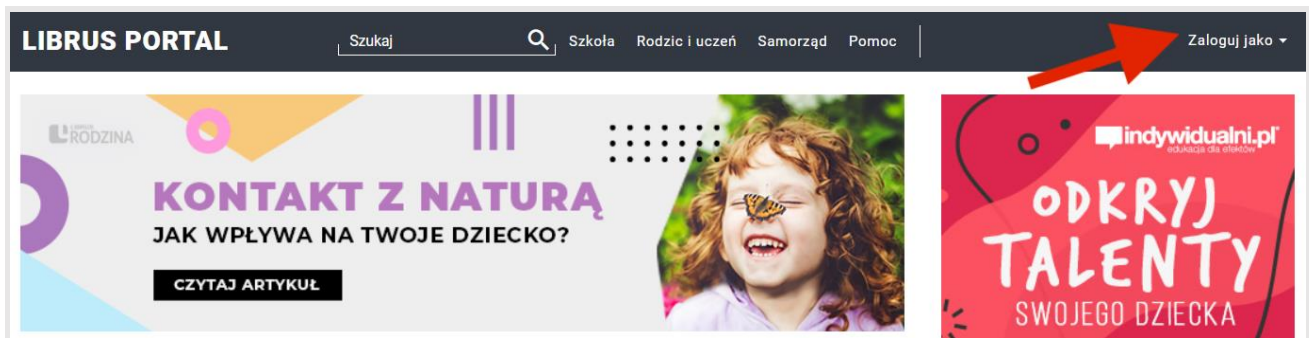 LIBRUS PORTAL
Szukaj
Szkoła Rodzic i uczeń Samorząd Pomoc
Zaloguj jako
LIBRUS
RODZINA
KONTAKT Z NATURĄ
JAK WPŁYWA NA TWOJE DZIECKO?
CZYTAJ ARTYKUŁ
indywidualni.pl
edukacja dla efektów
ODKRYJ
TALENTY
SWOJEGO DZIECKA